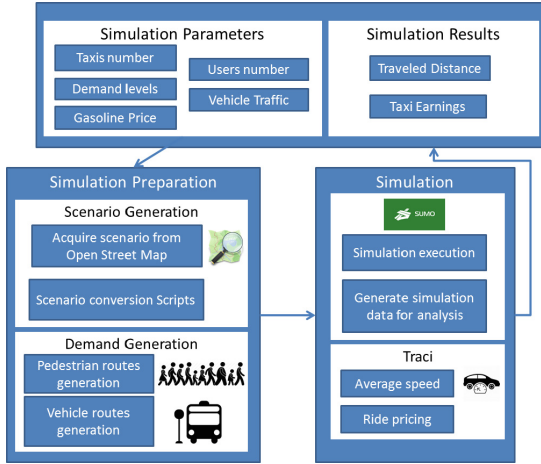 Simulation Parameters
Taxis number
Demand levels
Gasoline Price
Users number
Vehicle Traffic
Simulation Results
Traveled Distance
Taxi Earnings
Simulation Preparation
Scenario Generation
Acquire scenario from
Open Street Map
Scenario conversion Scripts
Demand Generation
Pedestrian routes
generation
Vehicle routes
generation
Simulation
SUMO
Simulation execution
Generate simulation
data for analysis
Traci
Average speed
Ride pricing